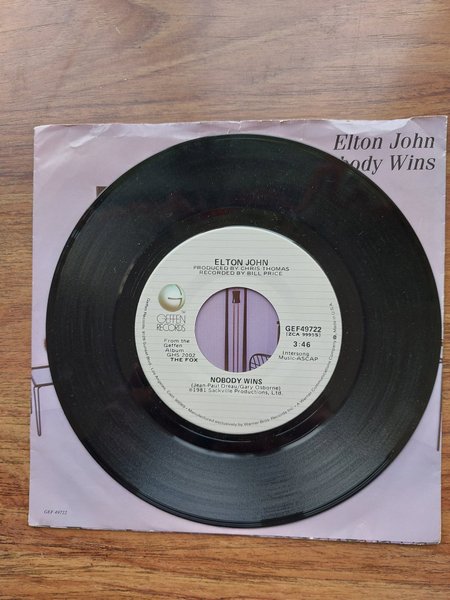 Elton John
body Wins
ELTON JOHN
PRODUCED BY CHRIS THOMAS
RECORDED BY BILL PRICE
GEFFEN
RECORDS
From the
Geffen
Album
GHS 2002
THE FOX
GEF49722
3:46
Intersong
Music-ASCAP
NOBODY WINS
(Jean-Paul Dreau/Gary Osborne)
℗1981 Sackville Productions, Ltd.
GEF 49722